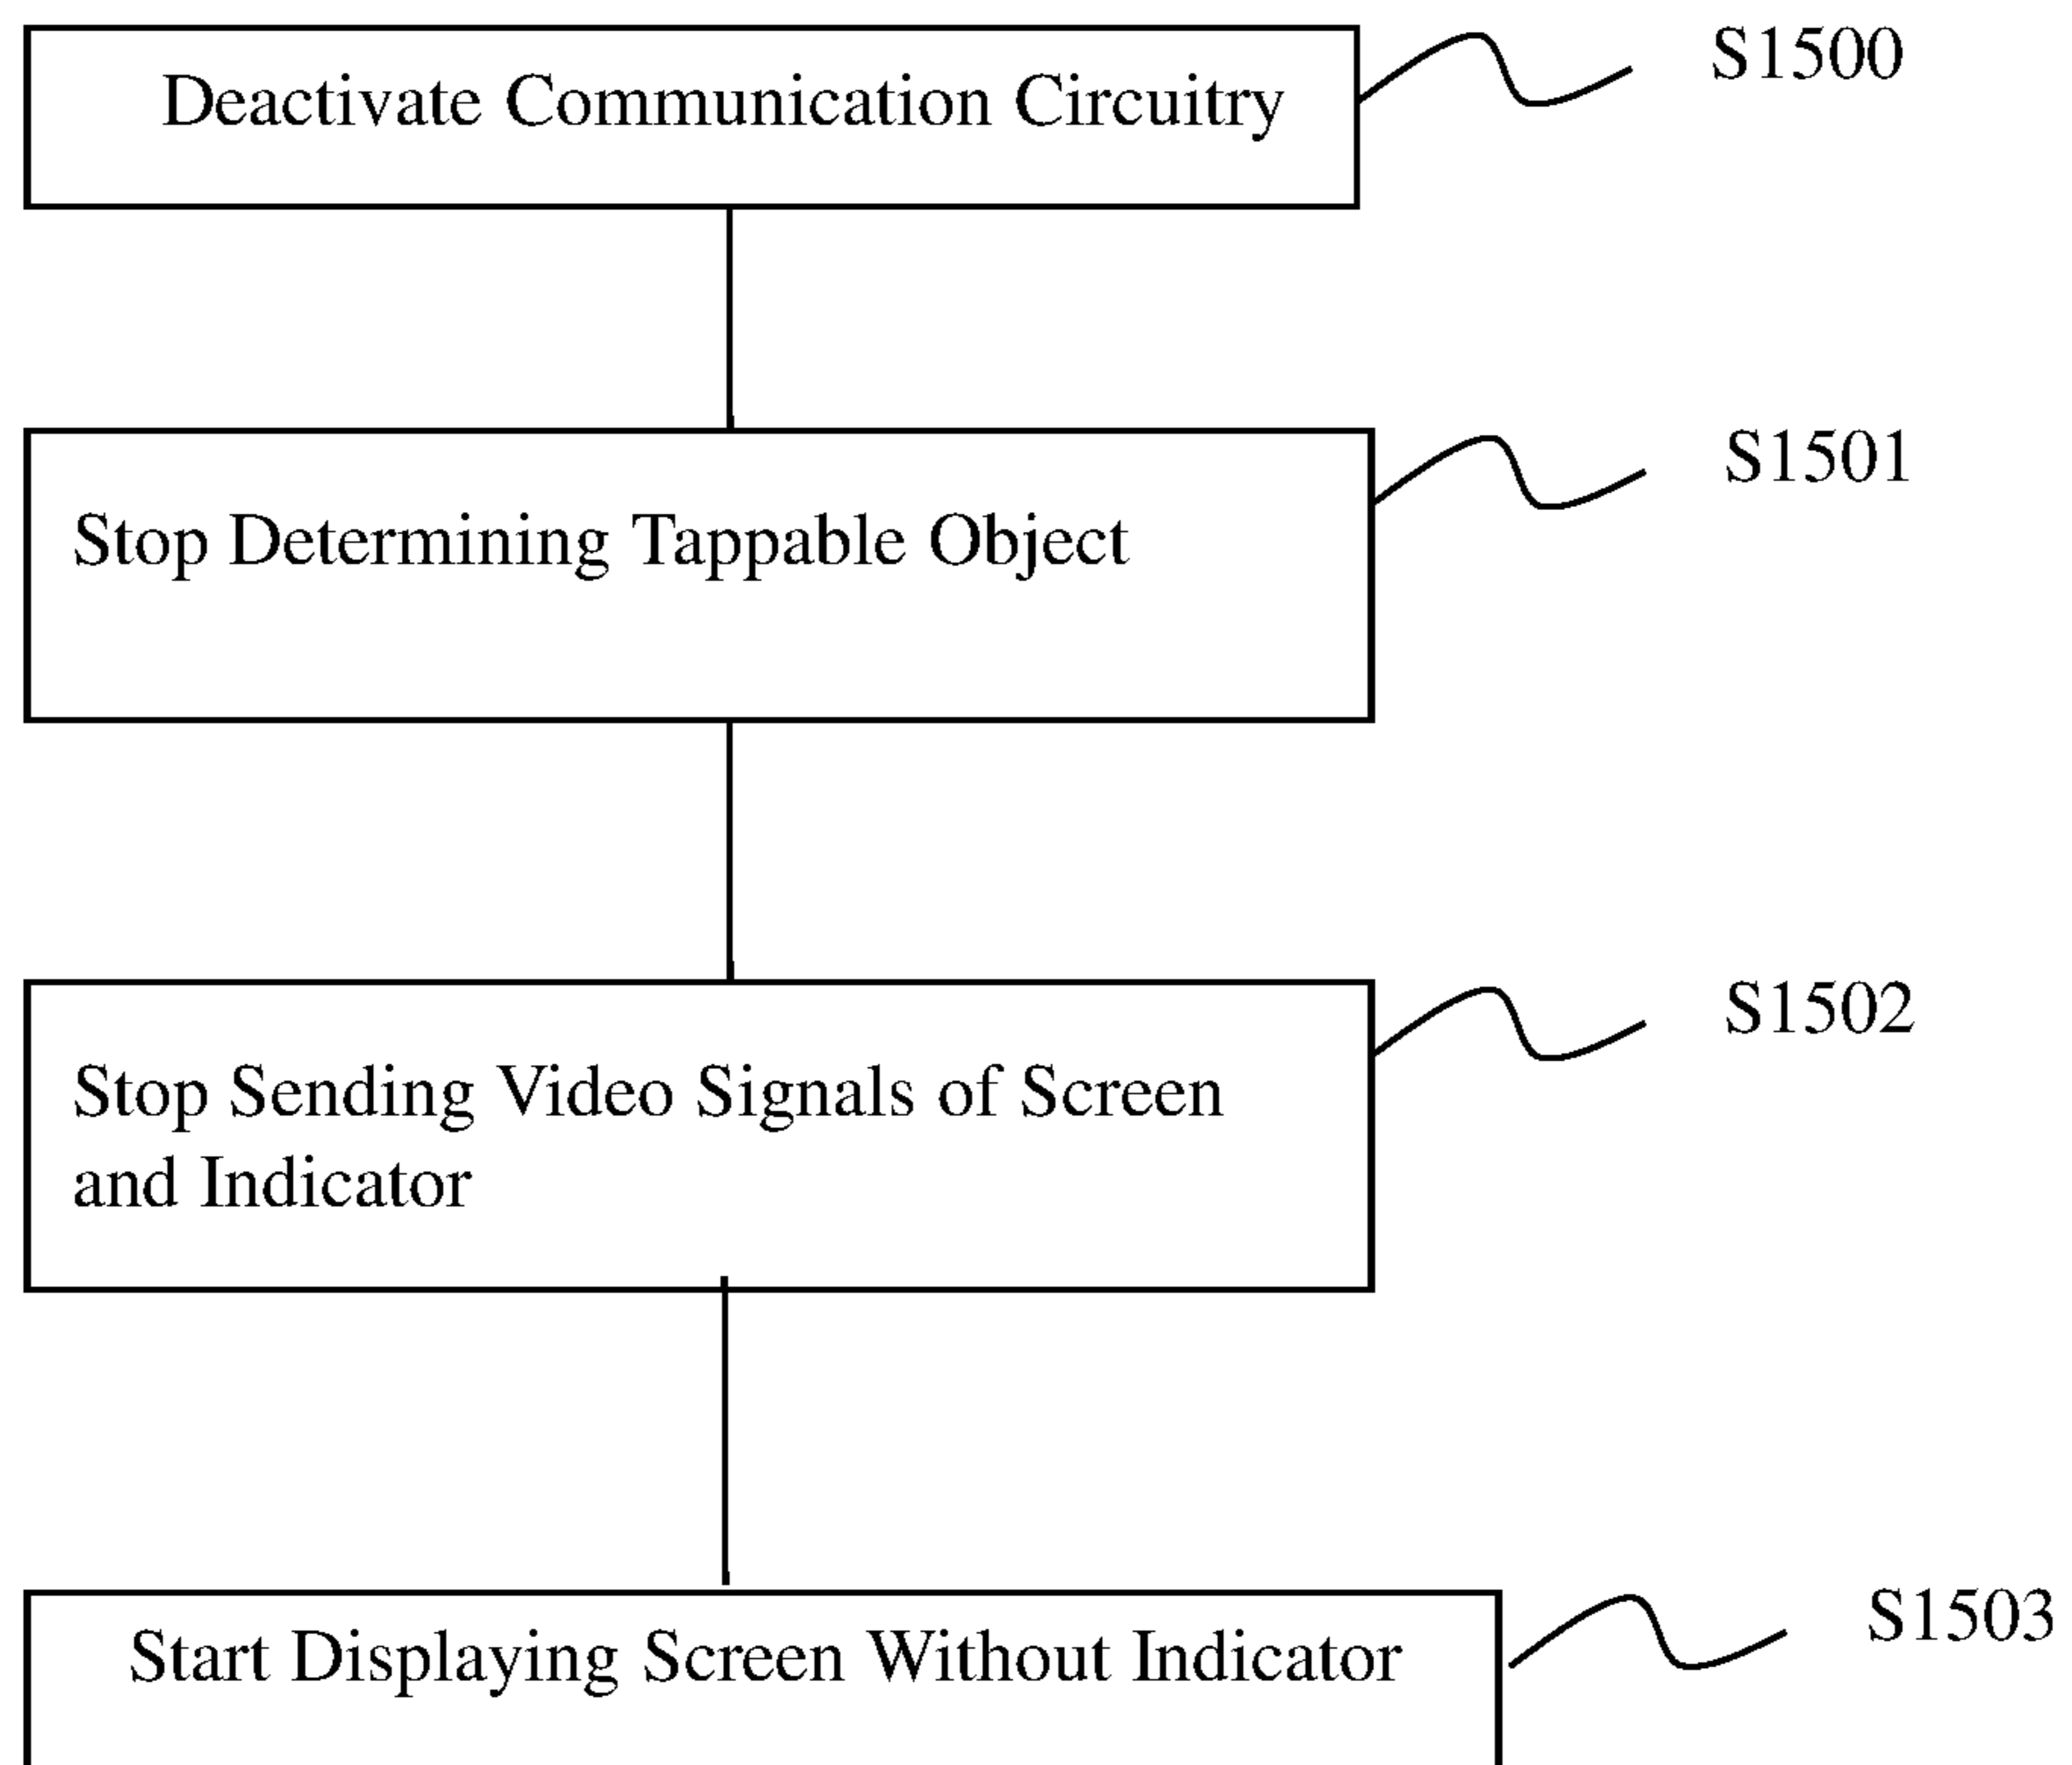 Deactivate Communication Circuitry
S1500
Stop Determining Tappable Object
S1501
Stop Sending Video Signals of Screen
and Indicator
S1502
Start Displaying Screen Without Indicator
S1503